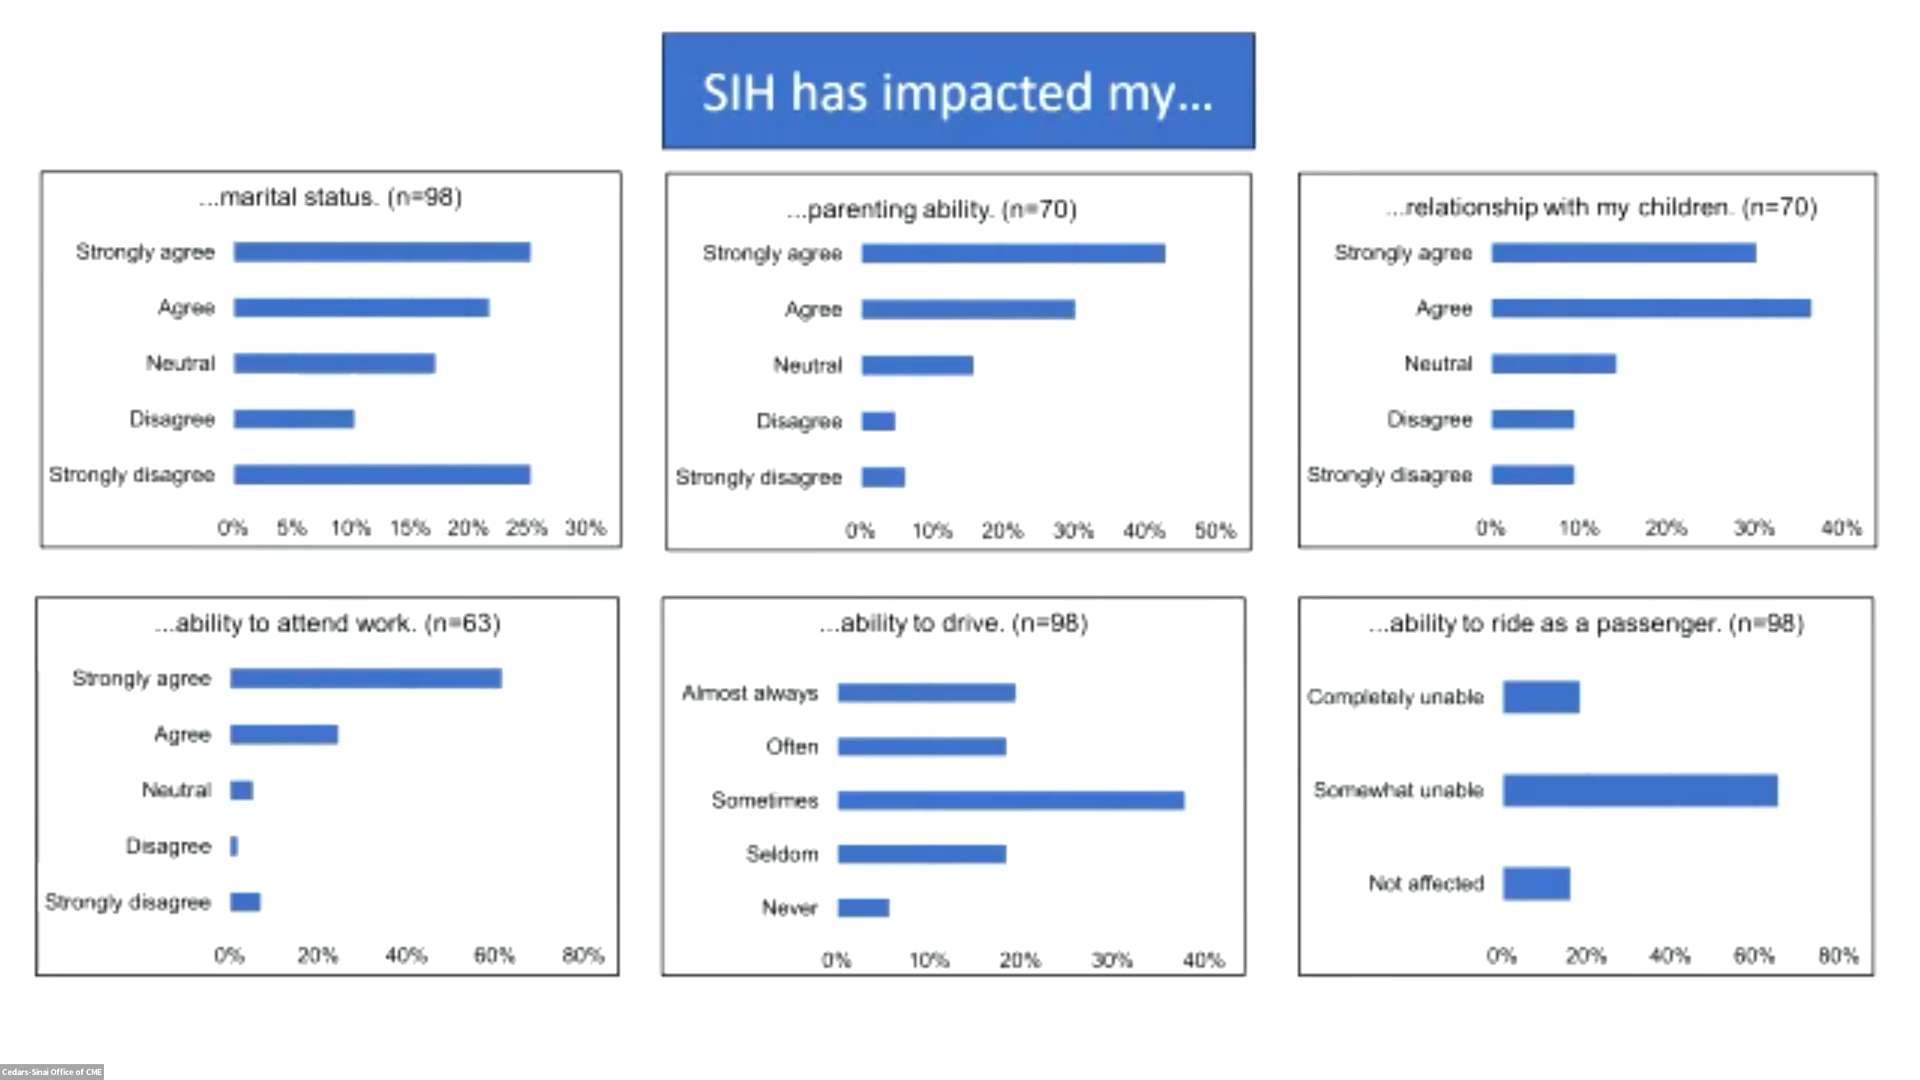 SIH has impacted my...
...marital status. (n=98)
Strongly agree
Agree
Neutral
Disagree
Strongly disagree
0% 5% 10% 15% 20% 25% 30%
...parenting ability. (n=70)
Strongly agree
Agree
Neutral
Disagree
Strongly disagree
0% 10% 20% 30% 40% 50%
...relationship with my children. (n=70)
Strongly agree
Agree
Neutral
Disagree
Strongly disagree
0% 10% 20% 30% 40%
...ability to attend work. (n=63)
Strongly agree
Agree
Neutral
Disagree
Strongly disagree
0% 20% 40% 60% 80%
...ability to drive. (n=98)
Almost always
Often
Sometimes
Seldom
Never
0% 10% 20% 30% 40%
...ability to ride as a passenger. (n=98)
Completely unable
Somewhat unable
Not affected
0% 20% 40% 60% 80%
Cedars-Sinai Office of CME